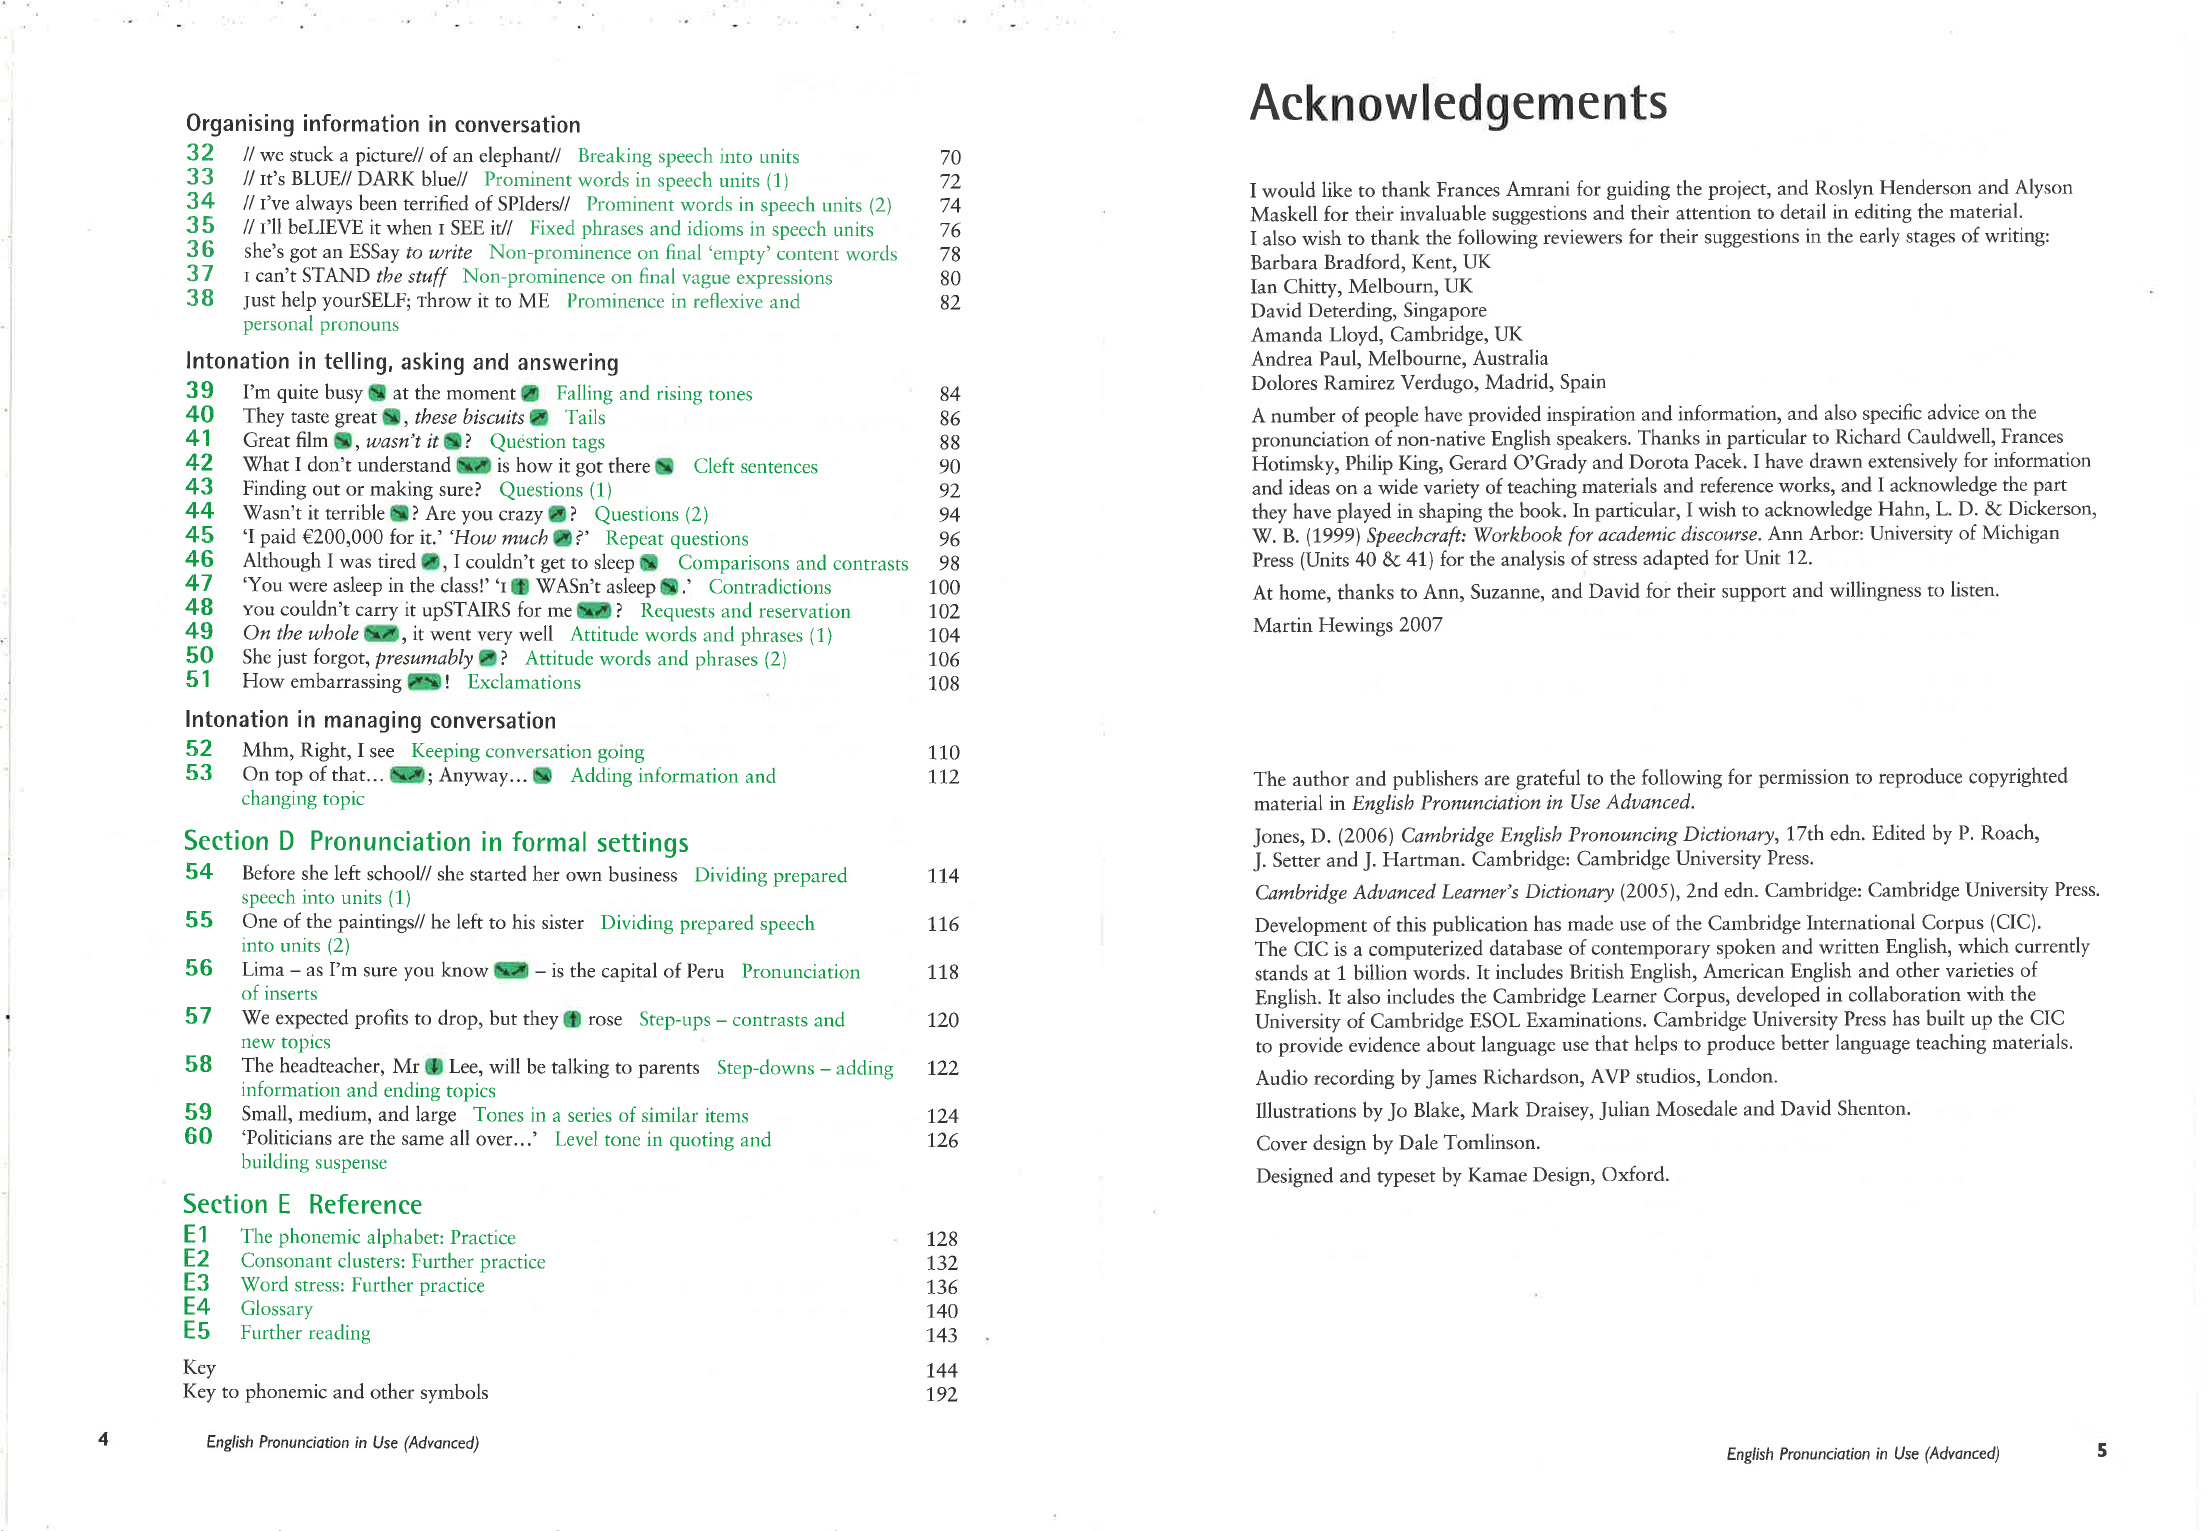 Organising information in conversation
32 // we stuck a picture// of an elephant// Breaking speech into units 70
33 // ɪt's BLUE// DARK blue// Prominent words in speech units (1) 72
34 // ɪ've always been terrified of SPIders// Prominent words in speech units (2) 74
35 // ɪ'll beLIEVE it when ɪ SEE it// Fixed phrases and idioms in speech units 76
36 she's got an ESSay to write Non-prominence on final ‘empty’ content words 78
37 ɪ can't STAND the stuff Non-prominence on final vague expressions 80
38 Just help yourSELF; Throw it to ME Prominence in reflexive and 82
personal pronouns
Intonation in telling, asking and answering
39 I'm quite busy ↘ at the moment ↗ Falling and rising tones 84
40 They taste great ↘, these biscuits ↗ Tails 86
41 Great film ↘, wasn't it ↘? Question tags 88
42 What I don't understand ↘↗ is how it got there ↘ Cleft sentences 90
43 Finding out or making sure? Questions (1) 92
44 Wasn't it terrible ↘? Are you crazy ↗? Questions (2) 94
45 ‘I paid €200,000 for it.’ ‘How much ↗?’ Repeat questions 96
46 Although I was tired ↗, I couldn't get to sleep ↘ Comparisons and contrasts 98
47 ‘You were asleep in the class!’ ‘I ↑ WASn't asleep ↘.’ Contradictions 100
48 You couldn't carry it upSTAIRS for me ↘↗? Requests and reservation 102
49 On the whole ↘↗, it went very well Attitude words and phrases (1) 104
50 She just forgot, presumably ↗? Attitude words and phrases (2) 106
51 How embarrassing ↗↘! Exclamations 108
Intonation in managing conversation
52 Mhm, Right, I see Keeping conversation going 110
53 On top of that... ↘↗; Anyway... ↘ Adding information and 112
changing topic
Section D Pronunciation in formal settings
54 Before she left school// she started her own business Dividing prepared 114
speech into units (1)
55 One of the paintings// he left to his sister Dividing prepared speech 116
into units (2)
56 Lima – as I'm sure you know ↘↗ – is the capital of Peru Pronunciation 118
of inserts
57 We expected profits to drop, but they ↑ rose Step-ups – contrasts and 120
new topics
58 The headteacher, Mr ↓ Lee, will be talking to parents Step-downs – adding 122
information and ending topics
59 Small, medium, and large Tones in a series of similar items 124
60 ‘Politicians are the same all over...’ Level tone in quoting and 126
building suspense
Section E Reference
E1 The phonemic alphabet: Practice 128
E2 Consonant clusters: Further practice 132
E3 Word stress: Further practice 136
E4 Glossary 140
E5 Further reading 143
Key 144
Key to phonemic and other symbols 192
4 English Pronunciation in Use (Advanced)
Acknowledgements
I would like to thank Frances Amrani for guiding the project, and Roslyn Henderson and Alyson
Maskell for their invaluable suggestions and their attention to detail in editing the material.
I also wish to thank the following reviewers for their suggestions in the early stages of writing:
Barbara Bradford, Kent, UK
Ian Chitty, Melbourn, UK
David Deterding, Singapore
Amanda Lloyd, Cambridge, UK
Andrea Paul, Melbourne, Australia
Dolores Ramirez Verdugo, Madrid, Spain
A number of people have provided inspiration and information, and also specific advice on the
pronunciation of non-native English speakers. Thanks in particular to Richard Cauldwell, Frances
Hotimsky, Philip King, Gerard O'Grady and Dorota Pacek. I have drawn extensively for information
and ideas on a wide variety of teaching materials and reference works, and I acknowledge the part
they have played in shaping the book. In particular, I wish to acknowledge Hahn, L. D. & Dickerson,
W. B. (1999) Speechcraft: Workbook for academic discourse. Ann Arbor: University of Michigan
Press (Units 40 & 41) for the analysis of stress adapted for Unit 12.
At home, thanks to Ann, Suzanne, and David for their support and willingness to listen.
Martin Hewings 2007
The author and publishers are grateful to the following for permission to reproduce copyrighted
material in English Pronunciation in Use Advanced.
Jones, D. (2006) Cambridge English Pronouncing Dictionary, 17th edn. Edited by P. Roach,
J. Setter and J. Hartman. Cambridge: Cambridge University Press.
Cambridge Advanced Learner's Dictionary (2005), 2nd edn. Cambridge: Cambridge University Press.
Development of this publication has made use of the Cambridge International Corpus (CIC).
The CIC is a computerized database of contemporary spoken and written English, which currently
stands at 1 billion words. It includes British English, American English and other varieties of
English. It also includes the Cambridge Learner Corpus, developed in collaboration with the
University of Cambridge ESOL Examinations. Cambridge University Press has built up the CIC
to provide evidence about language use that helps to produce better language teaching materials.
Audio recording by James Richardson, AVP studios, London.
Illustrations by Jo Blake, Mark Draisey, Julian Mosedale and David Shenton.
Cover design by Dale Tomlinson.
Designed and typeset by Kamae Design, Oxford.
English Pronunciation in Use (Advanced) 5